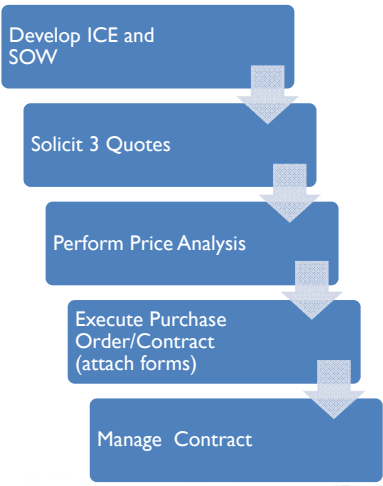 Develop ICE and
SOW
Solicit 3 Quotes
Perform Price Analysis
Execute Purchase
Order/Contract
(attach forms)
Manage Contract